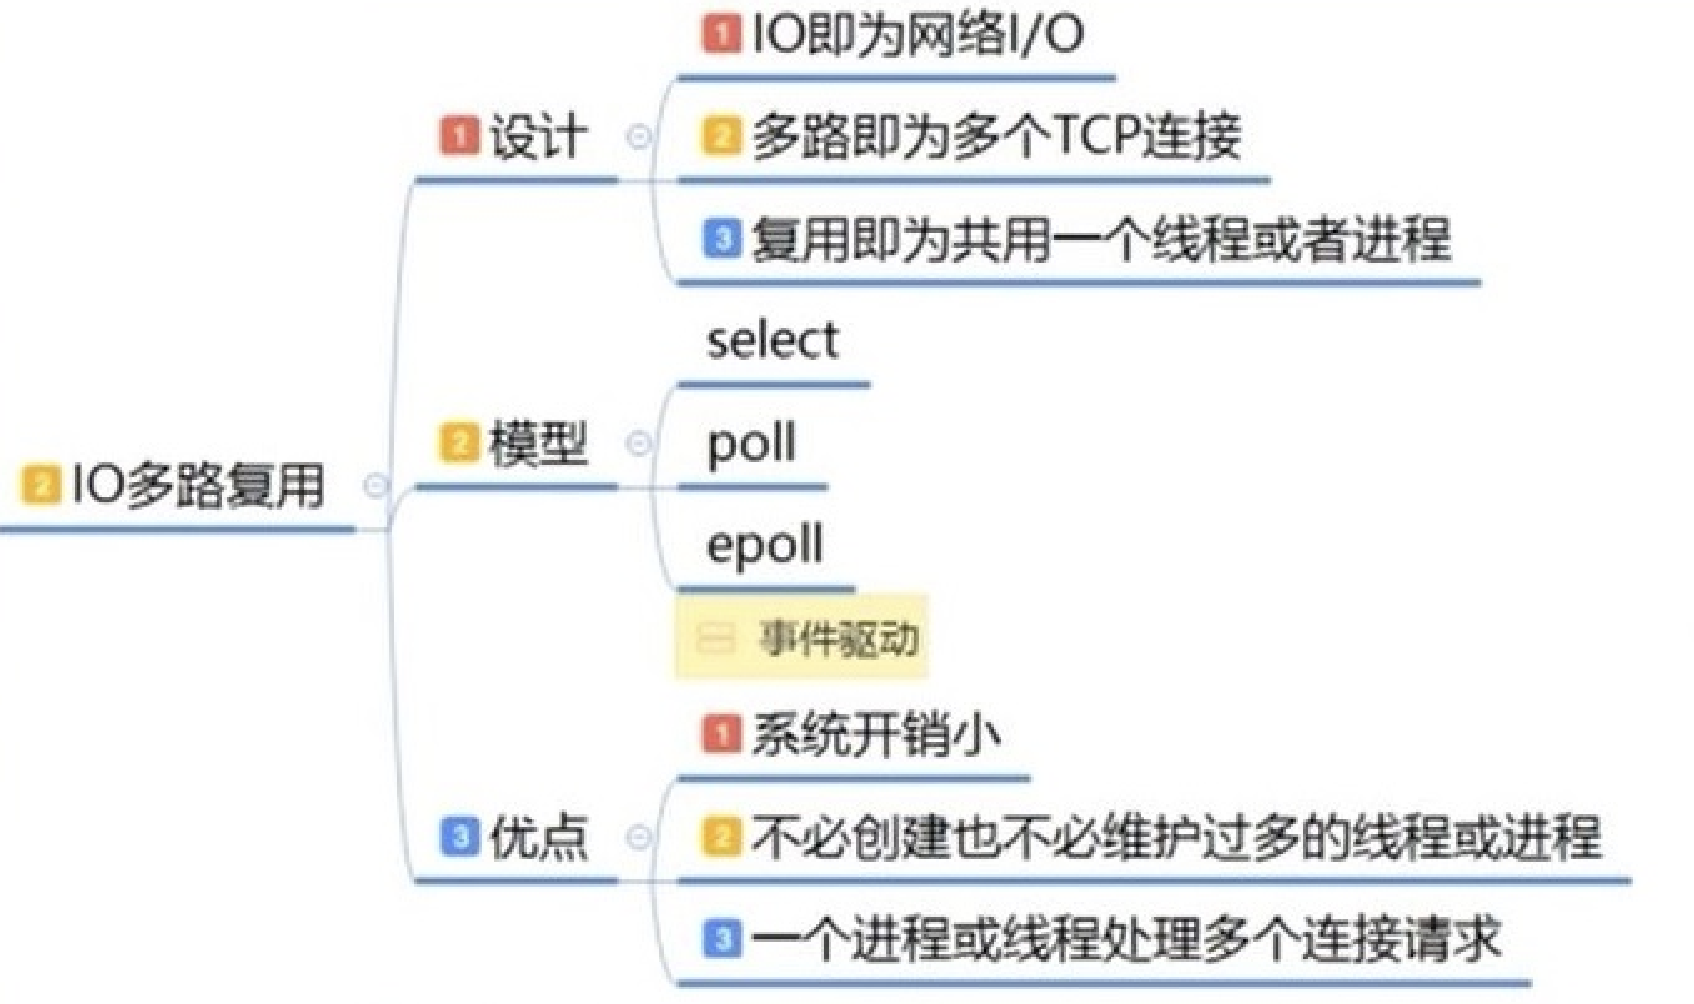 1 IO即为网络I/O
1 设计
2 多路即为多个TCP连接
3 复用即为共用一个线程或者进程
select
2 模型
poll
2 IO多路复用
epoll
事件驱动
1 系统开销小
3 优点
2 不必创建也不必维护过多的线程或进程
3 一个进程或线程处理多个连接请求